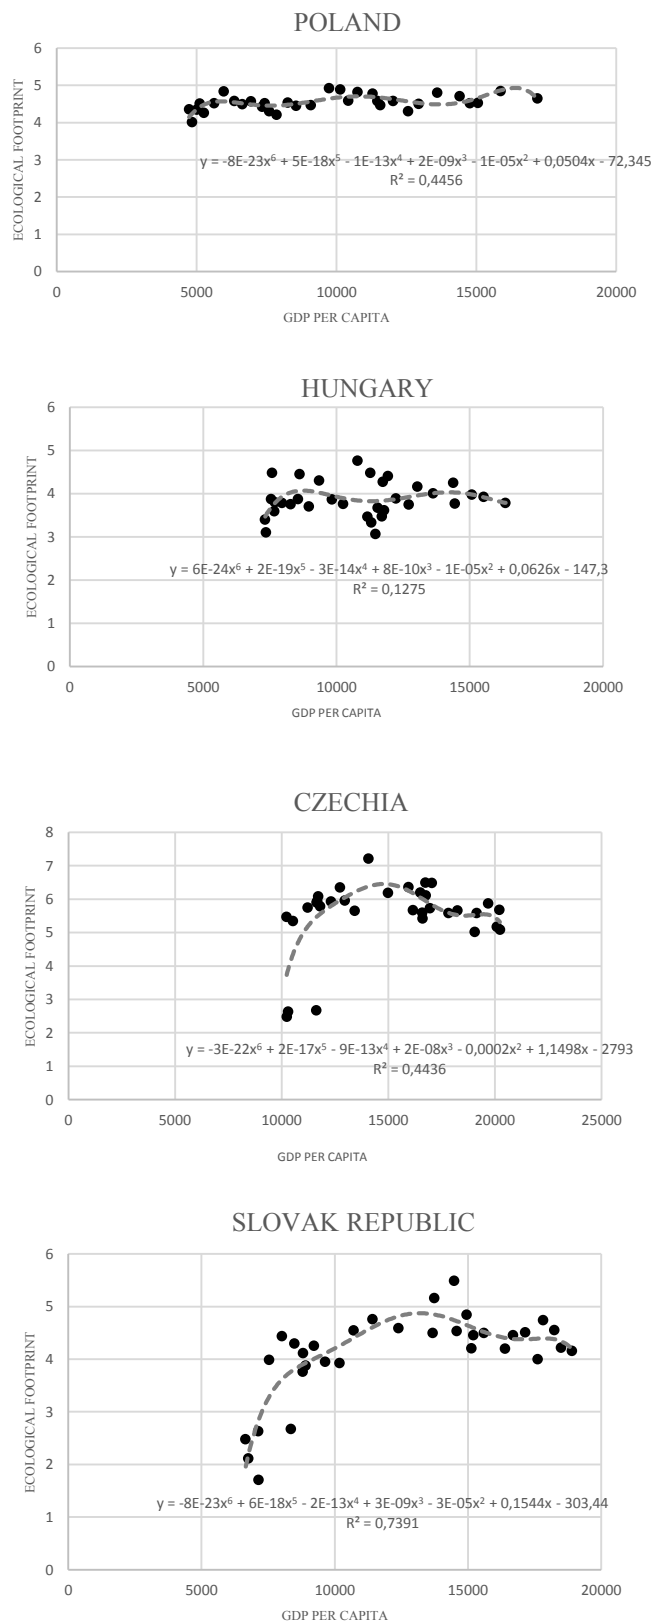 POLAND
6
5
4
3
2
1
0
ECOLOGICAL FOOTPRINT
y = -8E-23x⁶ + 5E-18x⁵ - 1E-13x⁴ + 2E-09x³ - 1E-05x² + 0,0504x - 72,345
R² = 0,4456
0 5000 10000 15000 20000
GDP PER CAPITA
HUNGARY
6
5
4
3
2
1
0
ECOLOGICAL FOOTPRINT
y = 6E-24x⁶ + 2E-19x⁵ - 3E-14x⁴ + 8E-10x³ - 1E-05x² + 0,0626x - 147,3
R² = 0,1275
0 5000 10000 15000 20000
GDP PER CAPITA
CZECHIA
8
7
6
5
4
3
2
1
0
ECOLOGICAL FOOTPRINT
y = -3E-22x⁶ + 2E-17x⁵ - 9E-13x⁴ + 2E-08x³ - 0,0002x² + 1,1498x - 2793
R² = 0,4436
0 5000 10000 15000 20000 25000
GDP PER CAPITA
SLOVAK REPUBLIC
6
5
4
3
2
1
0
ECOLOGICAL FOOTPRINT
y = -8E-23x⁶ + 6E-18x⁵ - 2E-13x⁴ + 3E-09x³ - 3E-05x² + 0,1544x - 303,44
R² = 0,7391
0 5000 10000 15000 20000
GDP PER CAPITA